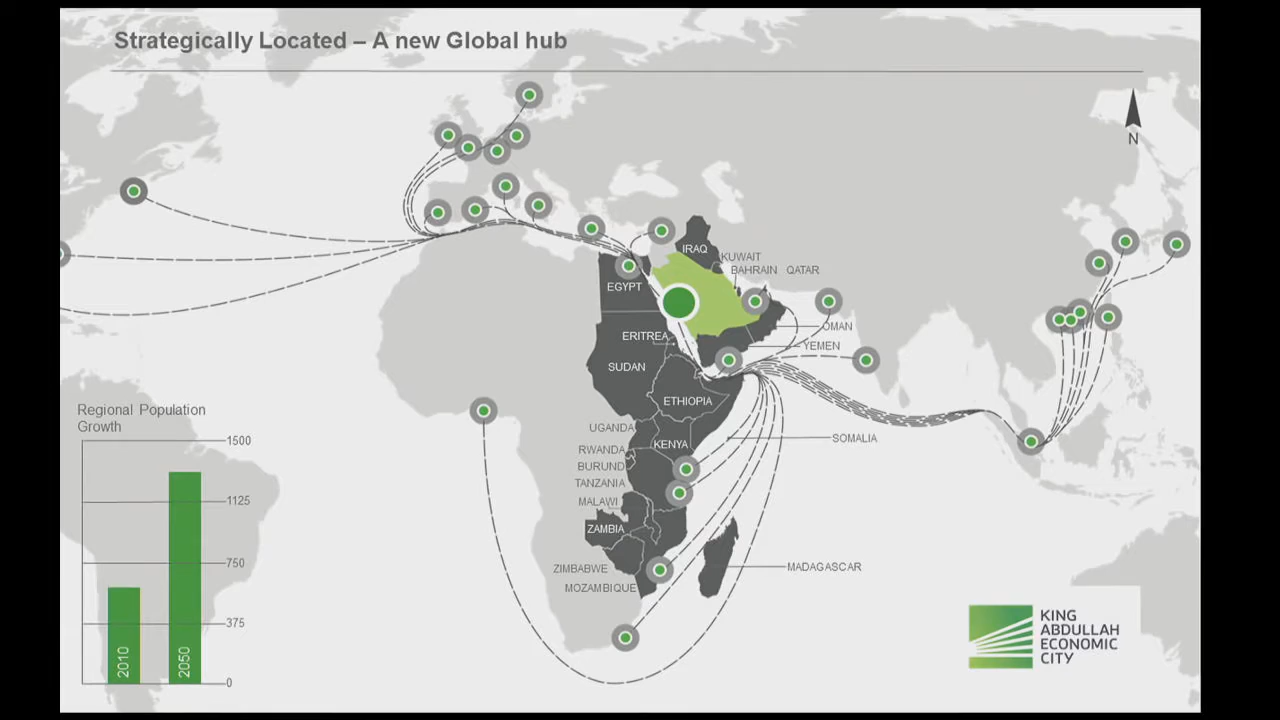 Strategically Located – A new Global hub
N
IRAQ
KUWAIT
BAHRAIN QATAR
EGYPT
OMAN
ERITREA
YEMEN
SUDAN
ETHIOPIA
Regional Population
Growth
UGANDA
SOMALIA
KENYA
1500
RWANDA
BURUND
TANZANIA
1125
MALAWI
ZAMBIA
750
ZIMBABWE
MADAGASCAR
MOZAMBIQUE
375
2010
2050
0
KING
ABDULLAH
ECONOMIC
CITY